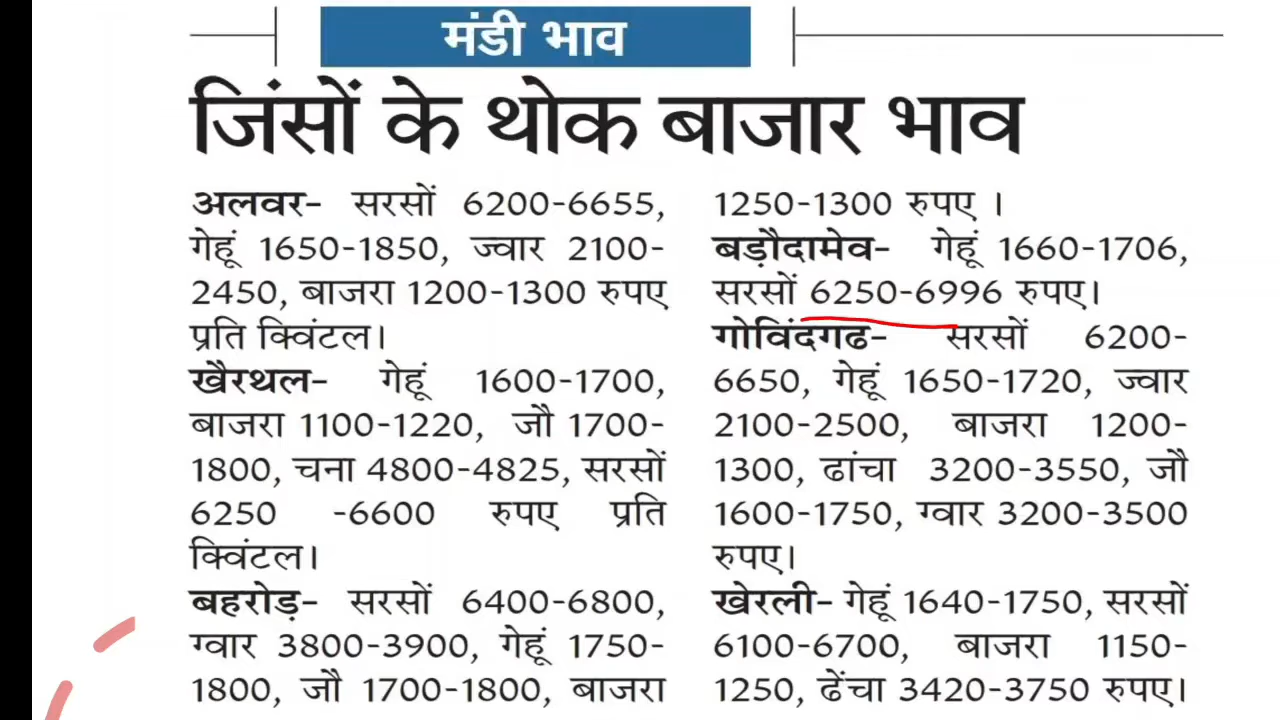 मंडी भाव
जिंसों के थोक बाजार भाव
अलवर- सरसों 6200-6655,
गेहूं 1650-1850, ज्वार 2100-
2450, बाजरा 1200-1300 रुपए
प्रति क्विंटल।
खैरथल- गेहूं 1600-1700,
बाजरा 1100-1220, जौ 1700-
1800, चना 4800-4825, सरसों
6250 -6600 रुपए प्रति
क्विंटल।
बहरोड़- सरसों 6400-6800,
ग्वार 3800-3900, गेहूं 1750-
1800, जौ 1700-1800, बाजरा
1250-1300 रुपए ।
बड़ौदामेव- गेहूं 1660-1706,
सरसों 6250-6996 रुपए।
गोविंदगढ- सरसों 6200-
6650, गेहूं 1650-1720, ज्वार
2100-2500, बाजरा 1200-
1300, ढांचा 3200-3550, जौ
1600-1750, ग्वार 3200-3500
रुपए।
खेरली- गेहूं 1640-1750, सरसों
6100-6700, बाजरा 1150-
1250, ढेंचा 3420-3750 रुपए।